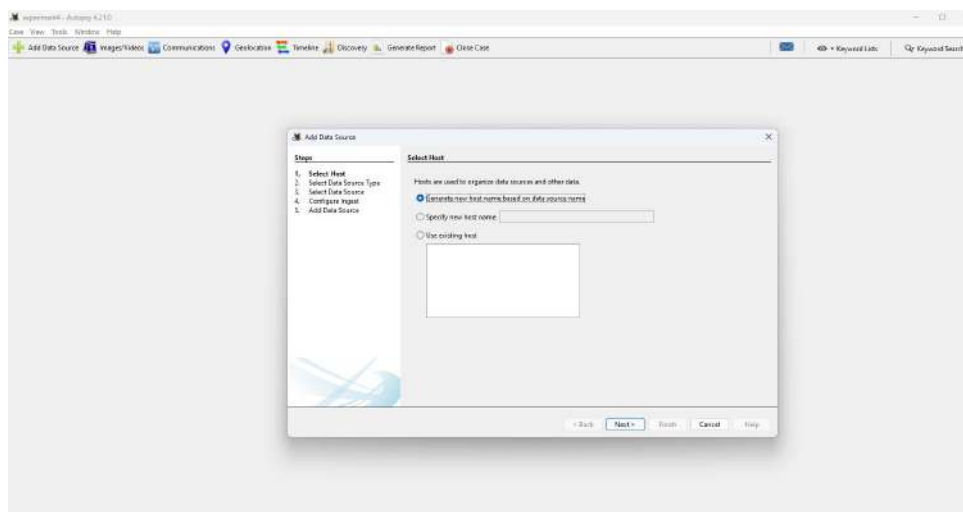 experiment4 - Autopsy 4.21.0
Case View Tools Window Help
Add Data Source Images/Videos Communications Geolocation Timeline Discovery Generate Report Close Case Keyword Lists Keyword Search
Add Data Source
Steps
1. Select Host
2. Select Data Source Type
3. Select Data Source
4. Configure Ingest
5. Add Data Source
Select Host
Hosts are used to organize data sources and other data.
Generate new host name based on data source name
Specify new host name
Use existing host
< Back Next > Finish Cancel Help